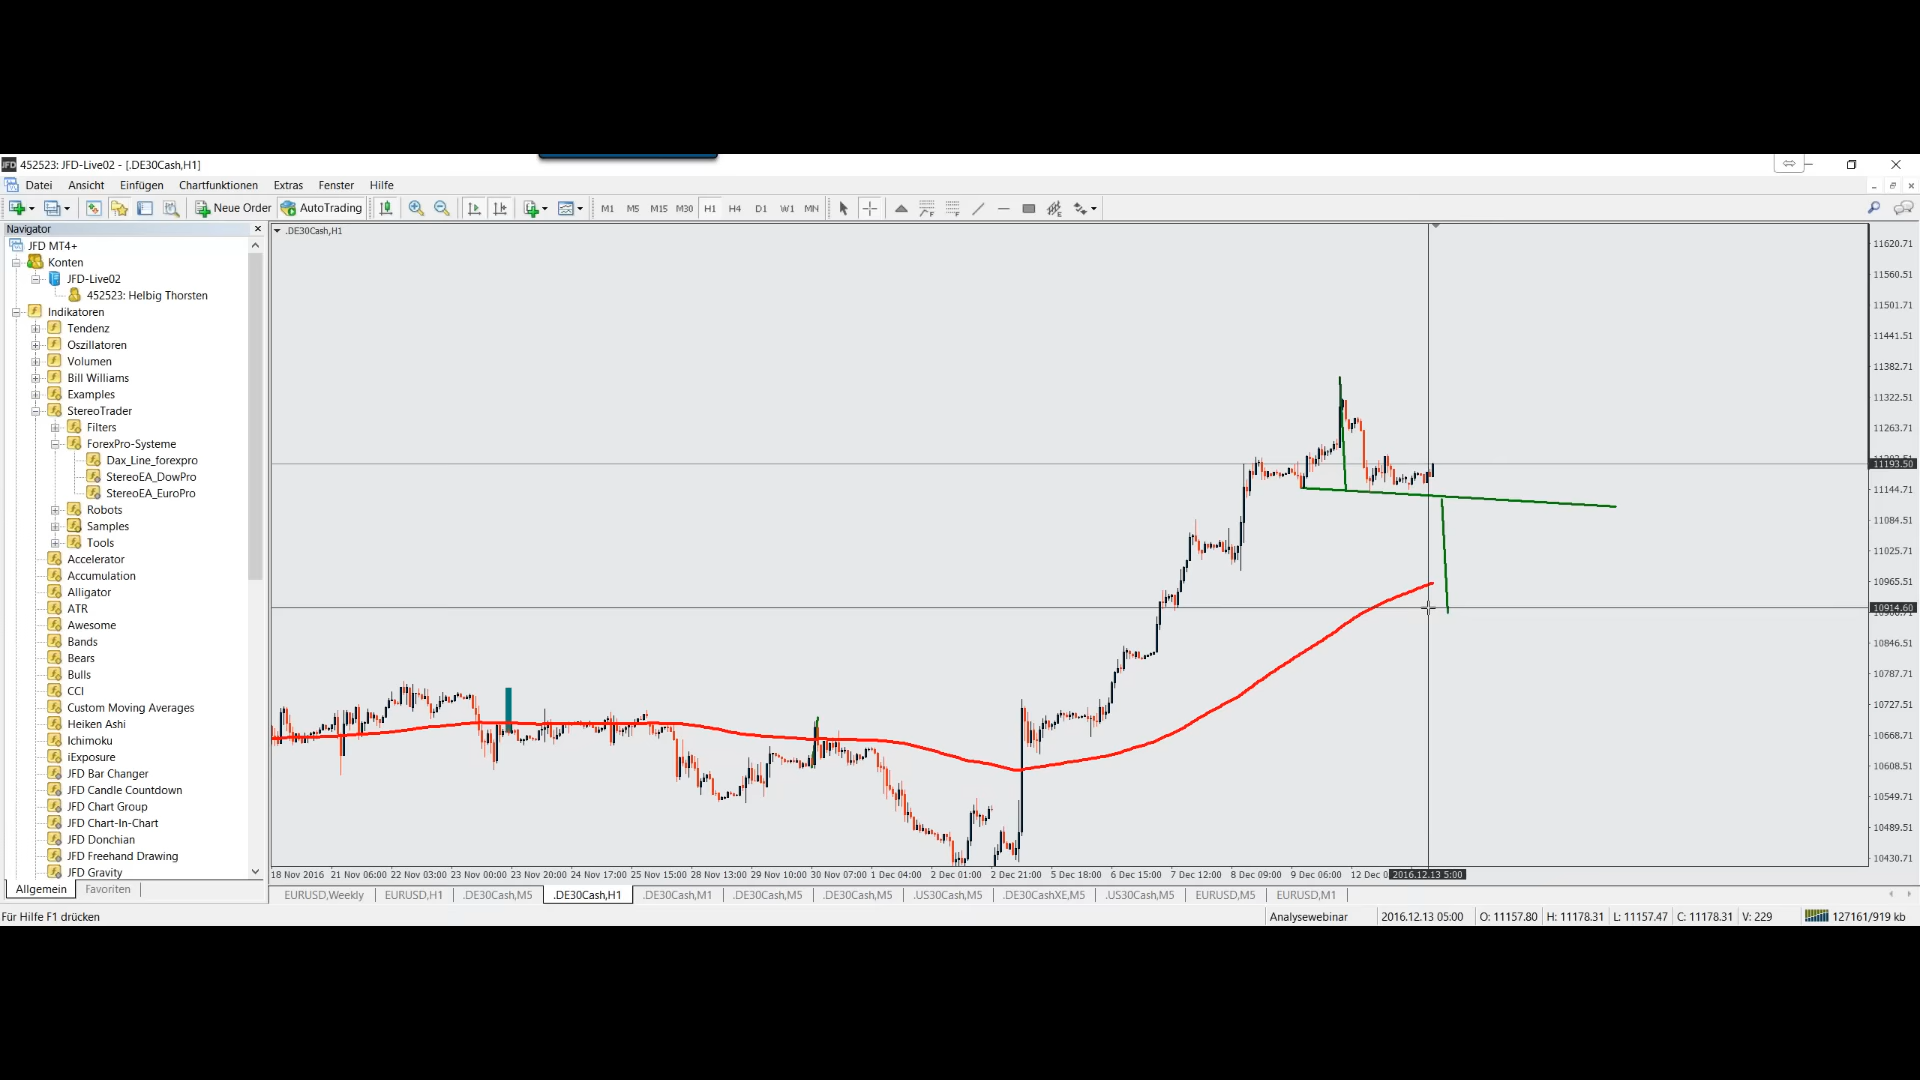 452523: JFD-Live02 - [.DE30Cash,H1]
Datei Ansicht Einfügen Chartfunktionen Extras Fenster Hilfe
Neue Order AutoTrading M1 M5 M15 M30 H1 H4 D1 W1 MN
Navigator
JFD MT4+
Konten
JFD-Live02
452523: Helbig Thorsten
Indikatoren
Tendenz
Oszillatoren
Volumen
Bill Williams
Examples
StereoTrader
Filters
ForexPro-Systeme
Dax_Line_forexpro
StereoEA_DowPro
StereoEA_EuroPro
Robots
Samples
Tools
Accelerator
Accumulation
Alligator
ATR
Awesome
Bands
Bears
Bulls
CCI
Custom Moving Averages
Heiken Ashi
Ichimoku
iExposure
JFD Bar Changer
JFD Candle Countdown
JFD Chart Group
JFD Chart-In-Chart
JFD Donchian
JFD Freehand Drawing
JFD Gravity
Allgemein Favoriten
.DE30Cash,H1
11620.71
11560.51
11501.71
11441.51
11382.71
11322.51
11263.71
11193.50
11144.71
11084.51
11025.71
10965.51
10914.60
10846.51
10787.71
10727.51
10668.71
10608.51
10549.71
10489.51
10430.71
18 Nov 2016 21 Nov 06:00 22 Nov 03:00 23 Nov 00:00 23 Nov 20:00 24 Nov 17:00 25 Nov 15:00 28 Nov 13:00 29 Nov 10:00 30 Nov 07:00 1 Dec 04:00 2 Dec 01:00 2 Dec 21:00 5 Dec 18:00 6 Dec 15:00 7 Dec 12:00 8 Dec 09:00 9 Dec 06:00 12 Dec 0 2016.12.13 5:00
EURUSD,Weekly EURUSD,H1 .DE30Cash,M5 .DE30Cash,H1 .DE30Cash,M1 .DE30Cash,M5 .DE30Cash,M5 .US30Cash,M5 .DE30CashXE,M5 .US30Cash,M5 EURUSD,M5 EURUSD,M1
Für Hilfe F1 drücken Analysewebinar 2016.12.13 05:00 O: 11157.80 H: 11178.31 L: 11157.47 C: 11178.31 V: 229 127161/919 kb